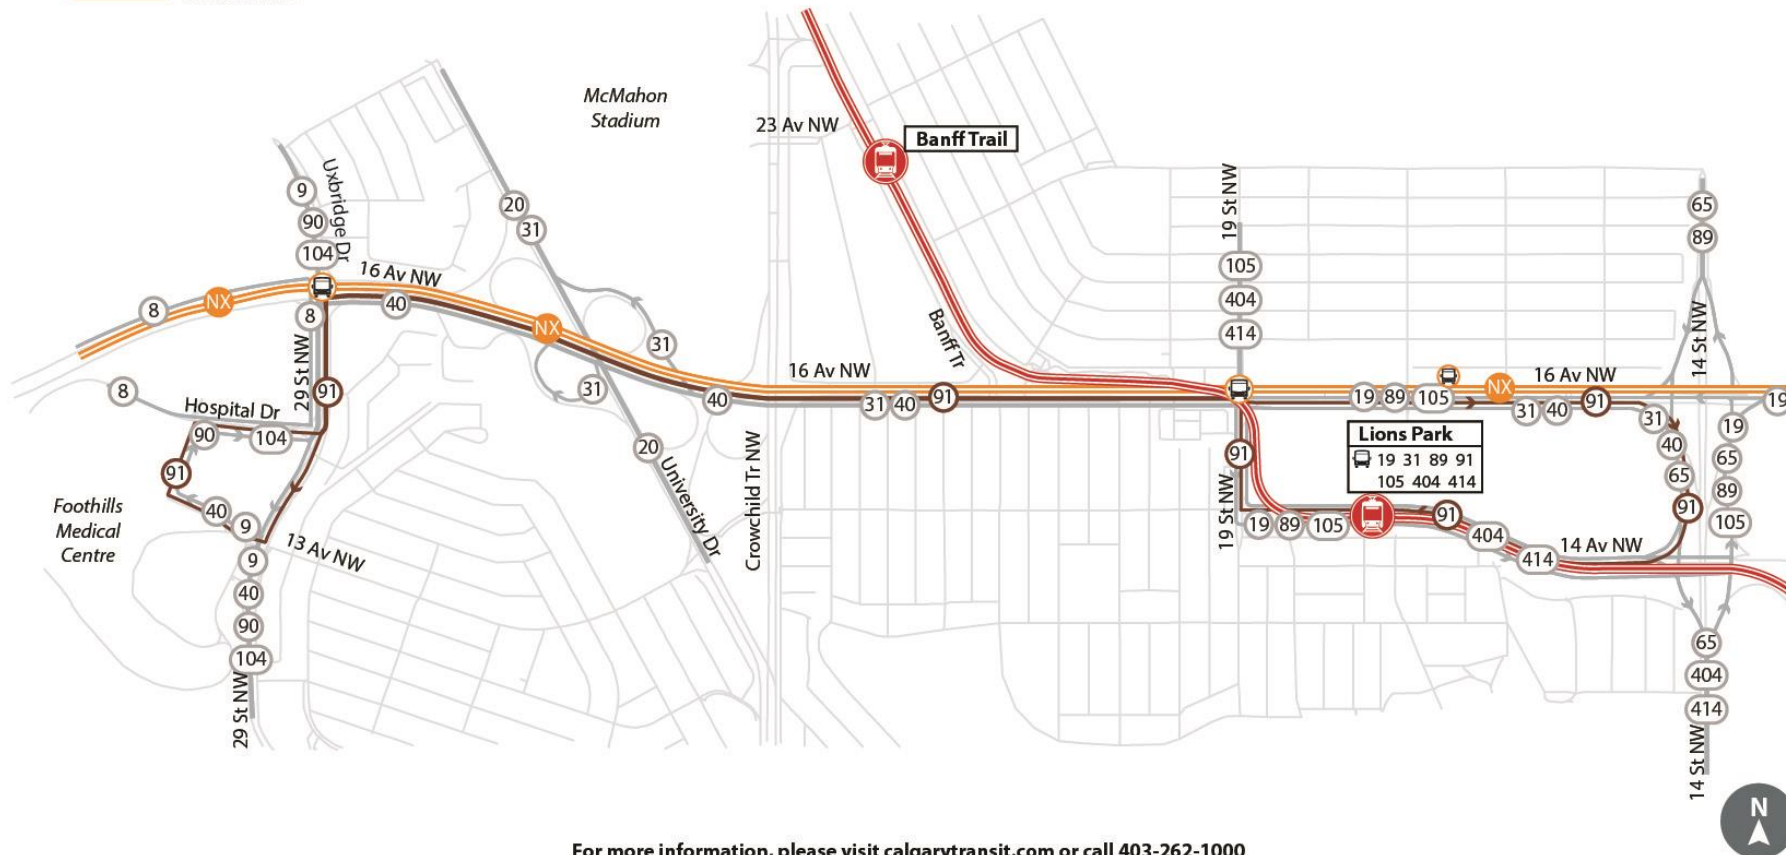 McMahon
Stadium
23 Av NW
Banff Trail
Uxbridge Dr
9
90
104
20
31
19 St NW
105
404
414
65
89
16 Av NW
8
NX
8
40
NX
31
31
Banff Tr
16 Av NW
40
31
40
91
16 Av NW
NX
19
89
105
31
40
91
19
14 St NW
31
40
65
91
19
65
89
105
Lions Park
19 31 89 91
105 404 414
29 St NW
91
8
Hospital Dr
90
104
91
40
9
Foothills
Medical
Centre
13 Av NW
9
40
90
104
29 St NW
20
University Dr
Crowchild Tr NW
91
19 St NW
19
89
105
91
404
414
14 Av NW
65
404
414
14 St NW
N
For more information, please visit calgarytransit.com or call 403-262-1000